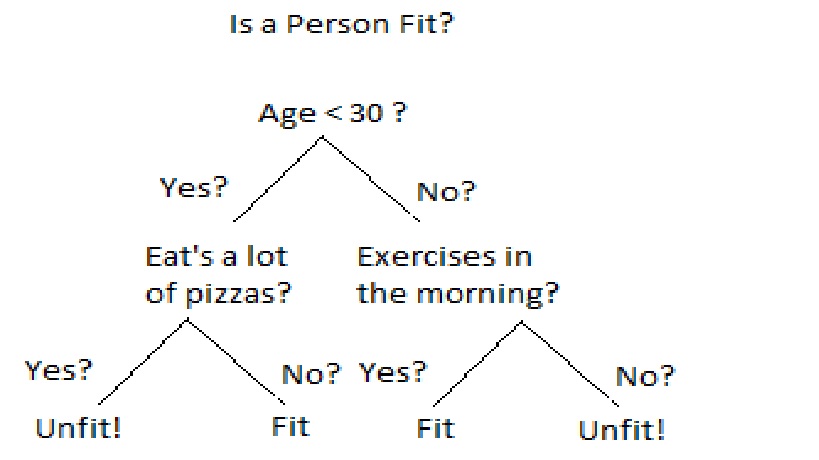 Is a Person Fit?
Age < 30 ?
Yes?
No?
Eat's a lot
of pizzas?
Exercises in
the morning?
Yes?
No?
Yes?
No?
Unfit!
Fit
Fit
Unfit!